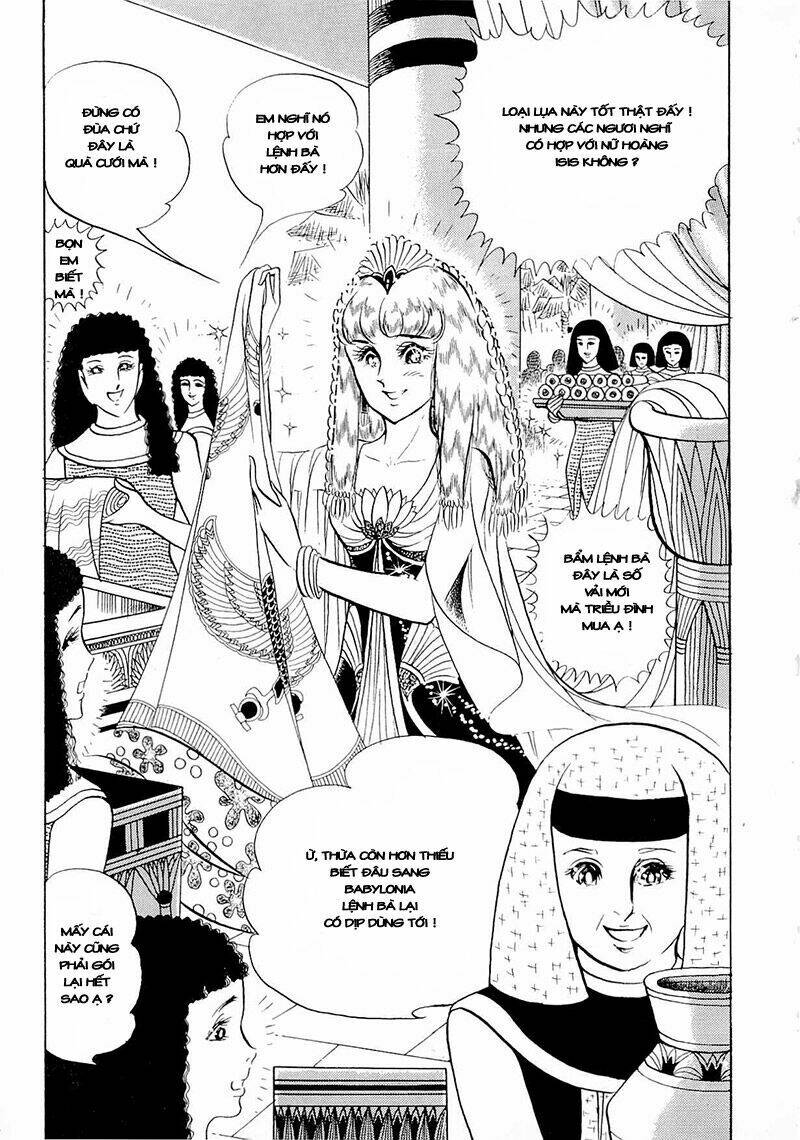 LOẠI LỤA NÀY TỐT THẬT ĐẤY !
NHƯNG CÁC NGƯƠI NGHĨ
CÓ HỢP VỚI NỮ HOÀNG
ISIS KHÔNG ?
EM NGHĨ NÓ
HỢP VỚI
LỆNH BÀ
HƠN ĐẤY !
ĐỪNG CÓ
ĐÙA CHỨ
ĐÂY LÀ
QUÀ CƯỚI MÀ !
BỌN
EM
BIẾT
MÀ !
BẨM LỆNH BÀ
ĐÂY LÀ SỐ
VẢI MỚI
MÀ TRIỀU ĐÌNH
MUA Ạ !
Ừ, THỪA CÒN HƠN THIẾU
BIẾT ĐÂU SANG
BABYLONIA
LỆNH BÀ LẠI
CÓ DỊP DÙNG TỚI !
MẤY CÁI
NÀY CŨNG
PHẢI GÓI
LẠI HẾT
SAO Ạ ?